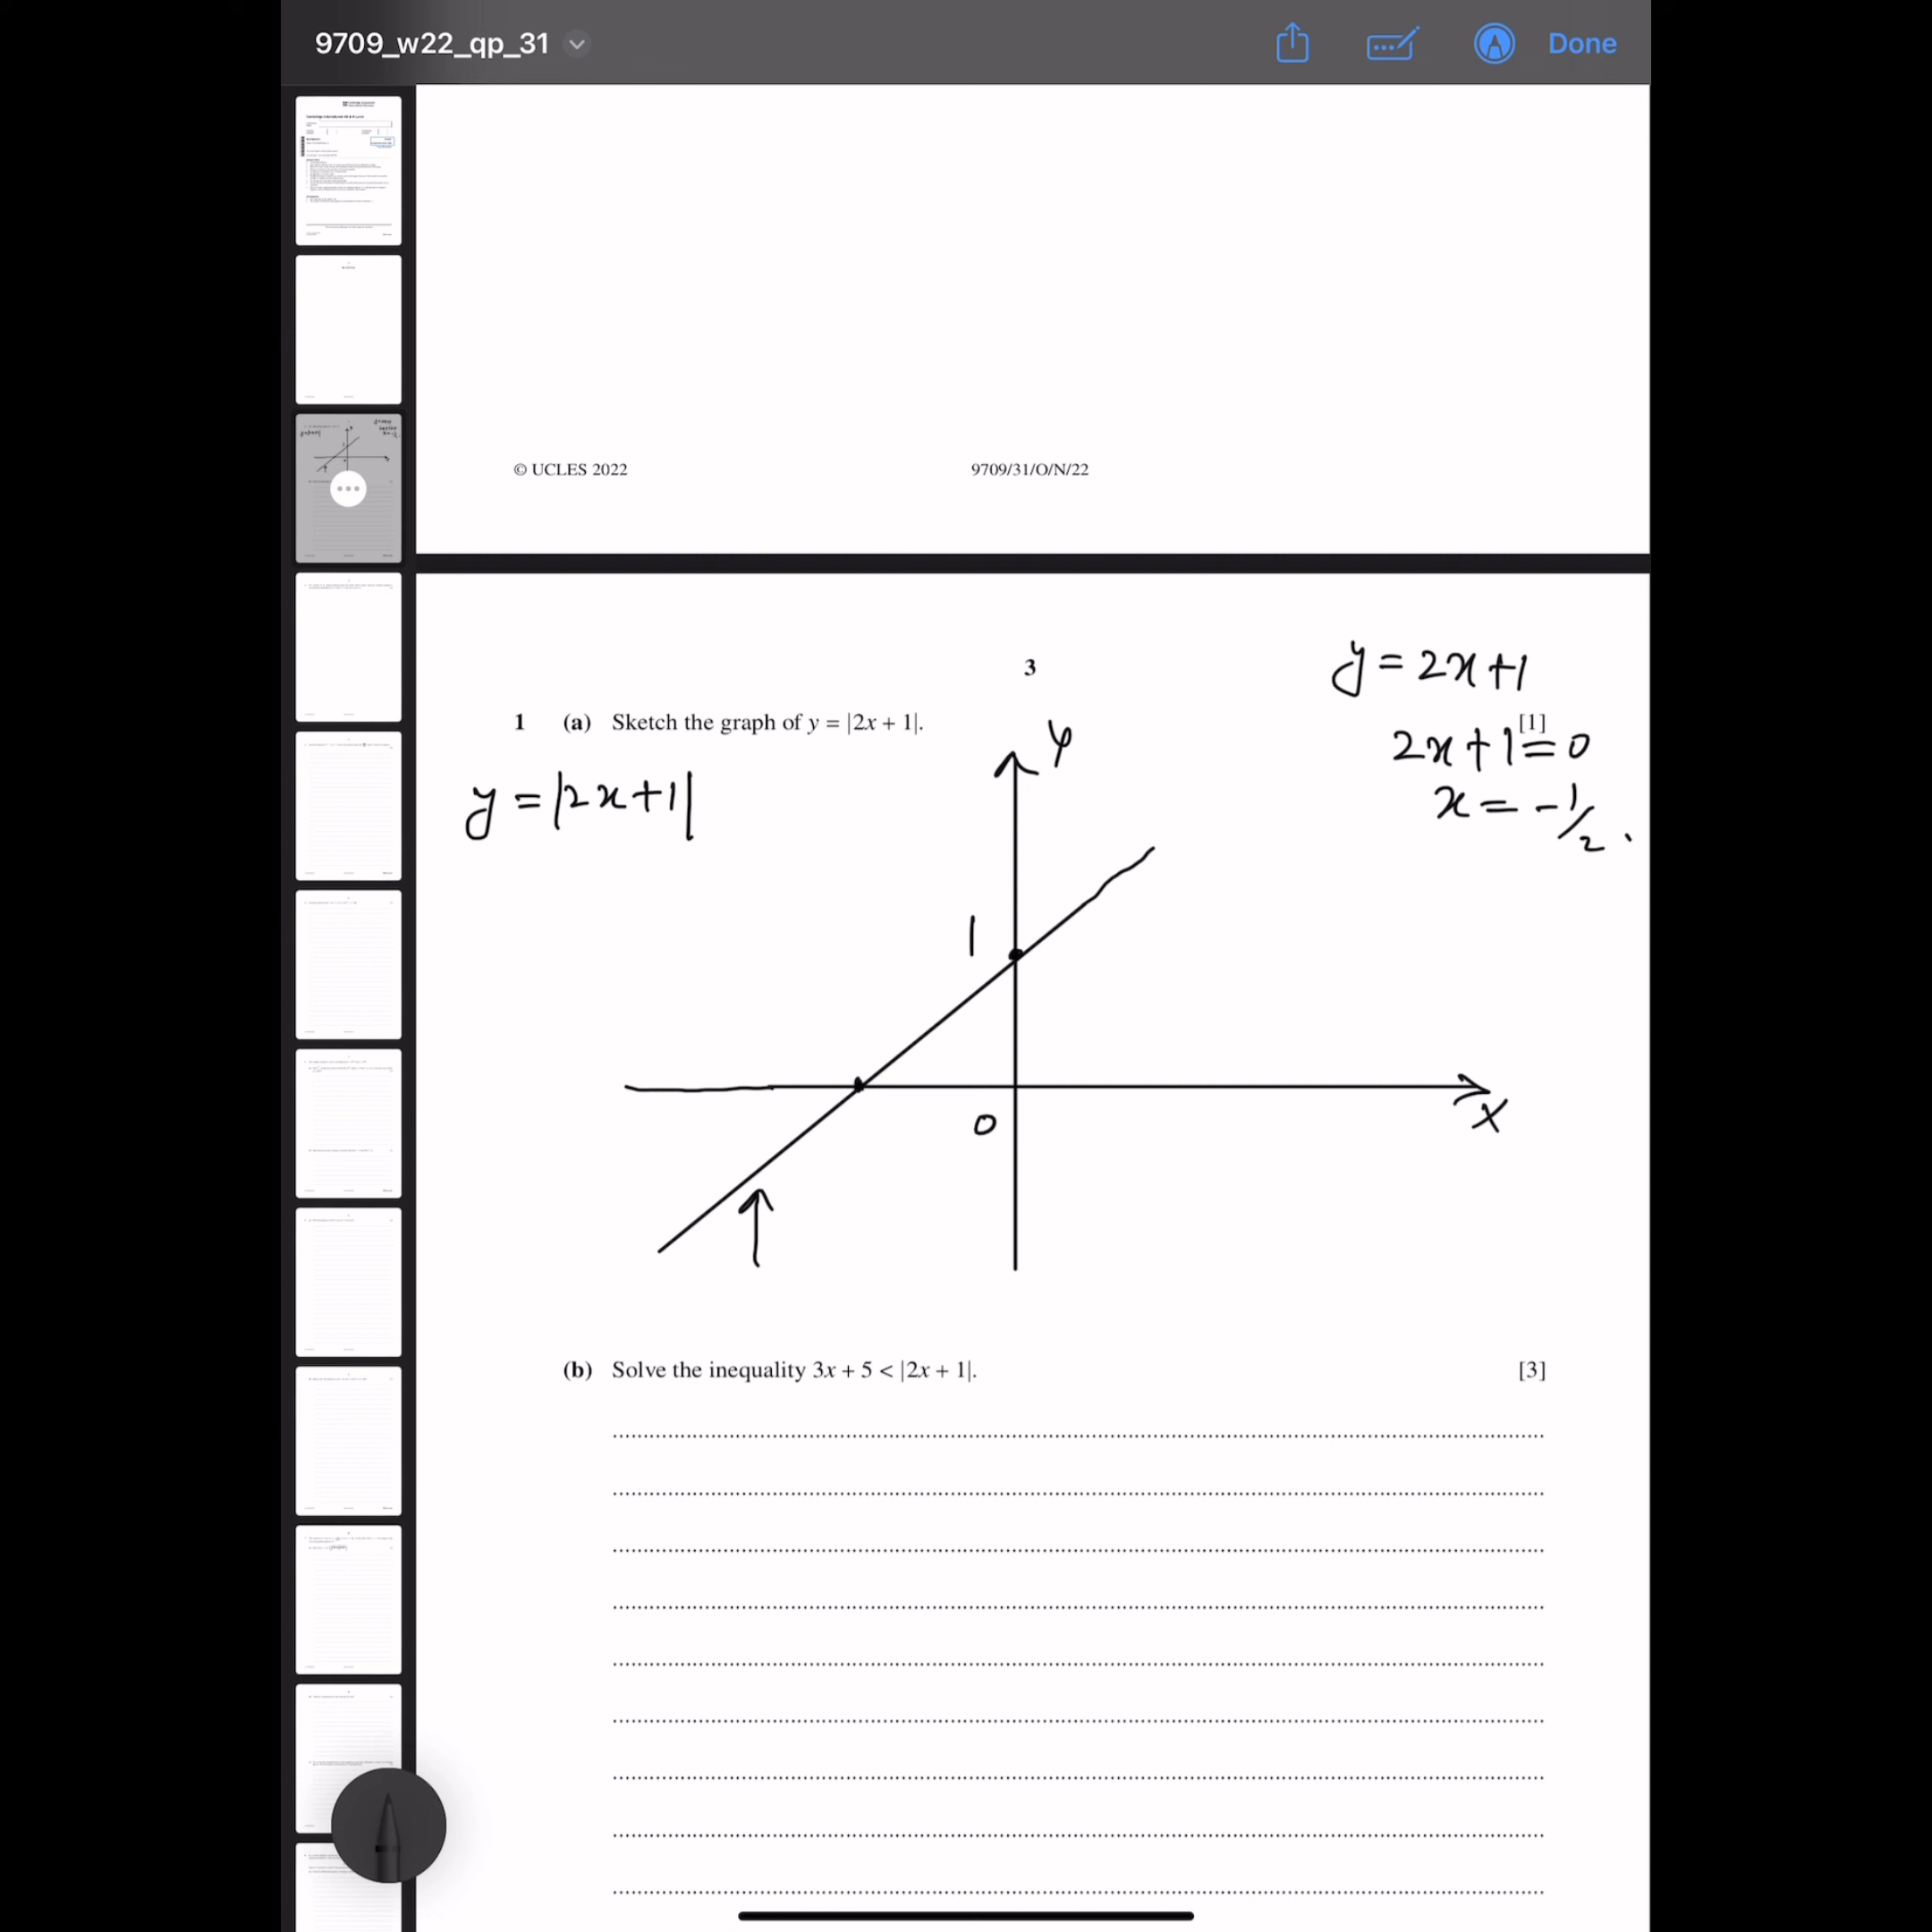 9709_w22_qp_31
Done
© UCLES 2022
9709/31/O/N/22
3
y = 2x+1
1 (a) Sketch the graph of y = |2x + 1|.
[1]
y = |2x+1|
2x+1=0
x = -1/2.
y
1
0
x
(b) Solve the inequality 3x + 5 < |2x + 1|.
[3]